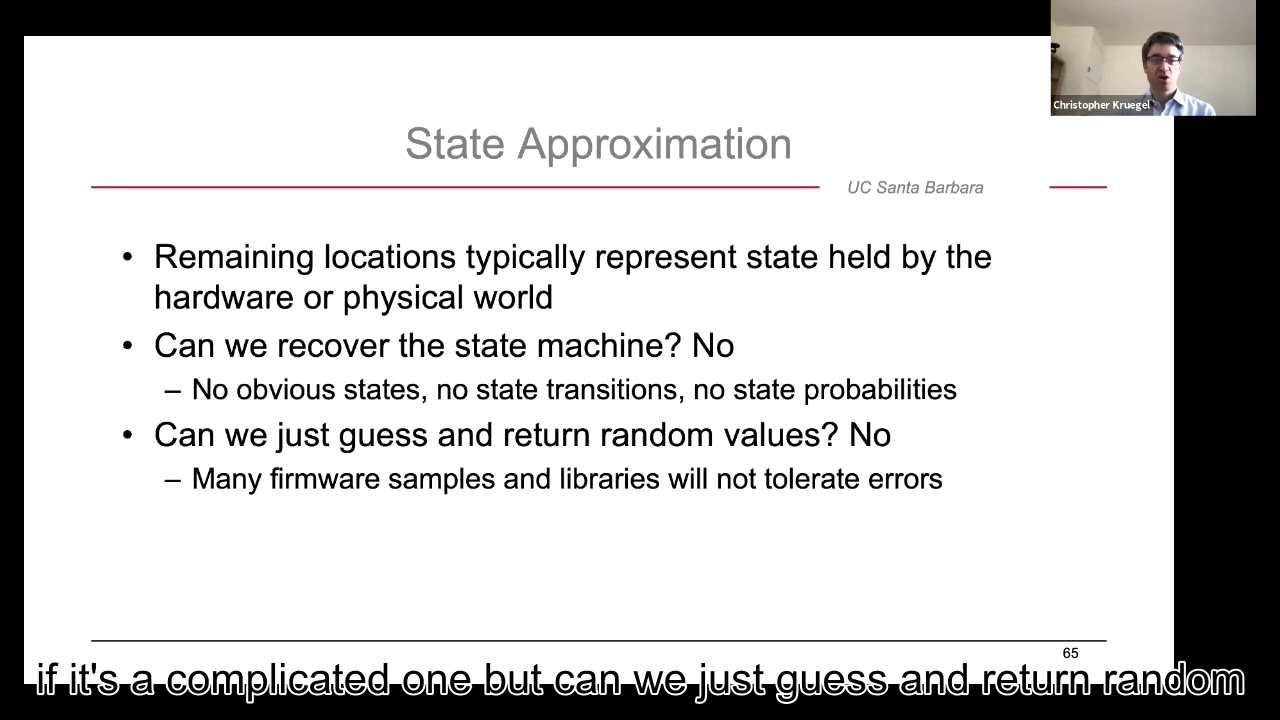 Christopher Kruegel
State Approximation
UC Santa Barbara
• Remaining locations typically represent state held by the
hardware or physical world
• Can we recover the state machine? No
– No obvious states, no state transitions, no state probabilities
• Can we just guess and return random values? No
– Many firmware samples and libraries will not tolerate errors
65
if it's a complicated one but can we just guess and return random